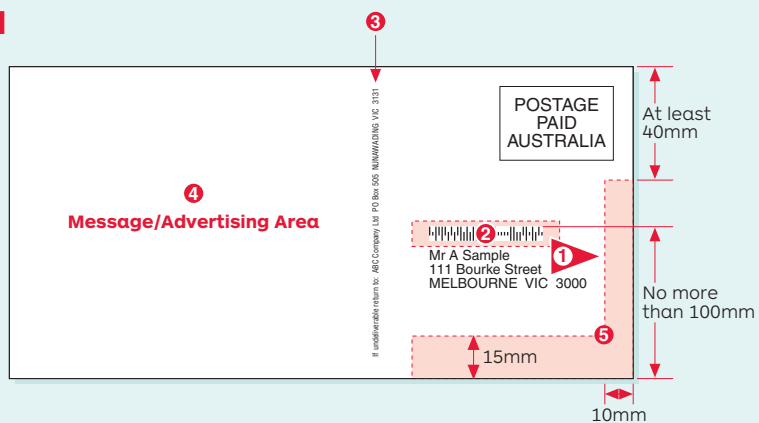 3
If undeliverable return to: ABC Company Ltd PO Box 505 NUNAWADING VIC 3131
POSTAGE
PAID
AUSTRALIA
At least
40mm
4
Message/Advertising Area
2
Mr A Sample
111 Bourke Street
MELBOURNE VIC 3000
1
No more
than 100mm
5
15mm
10mm